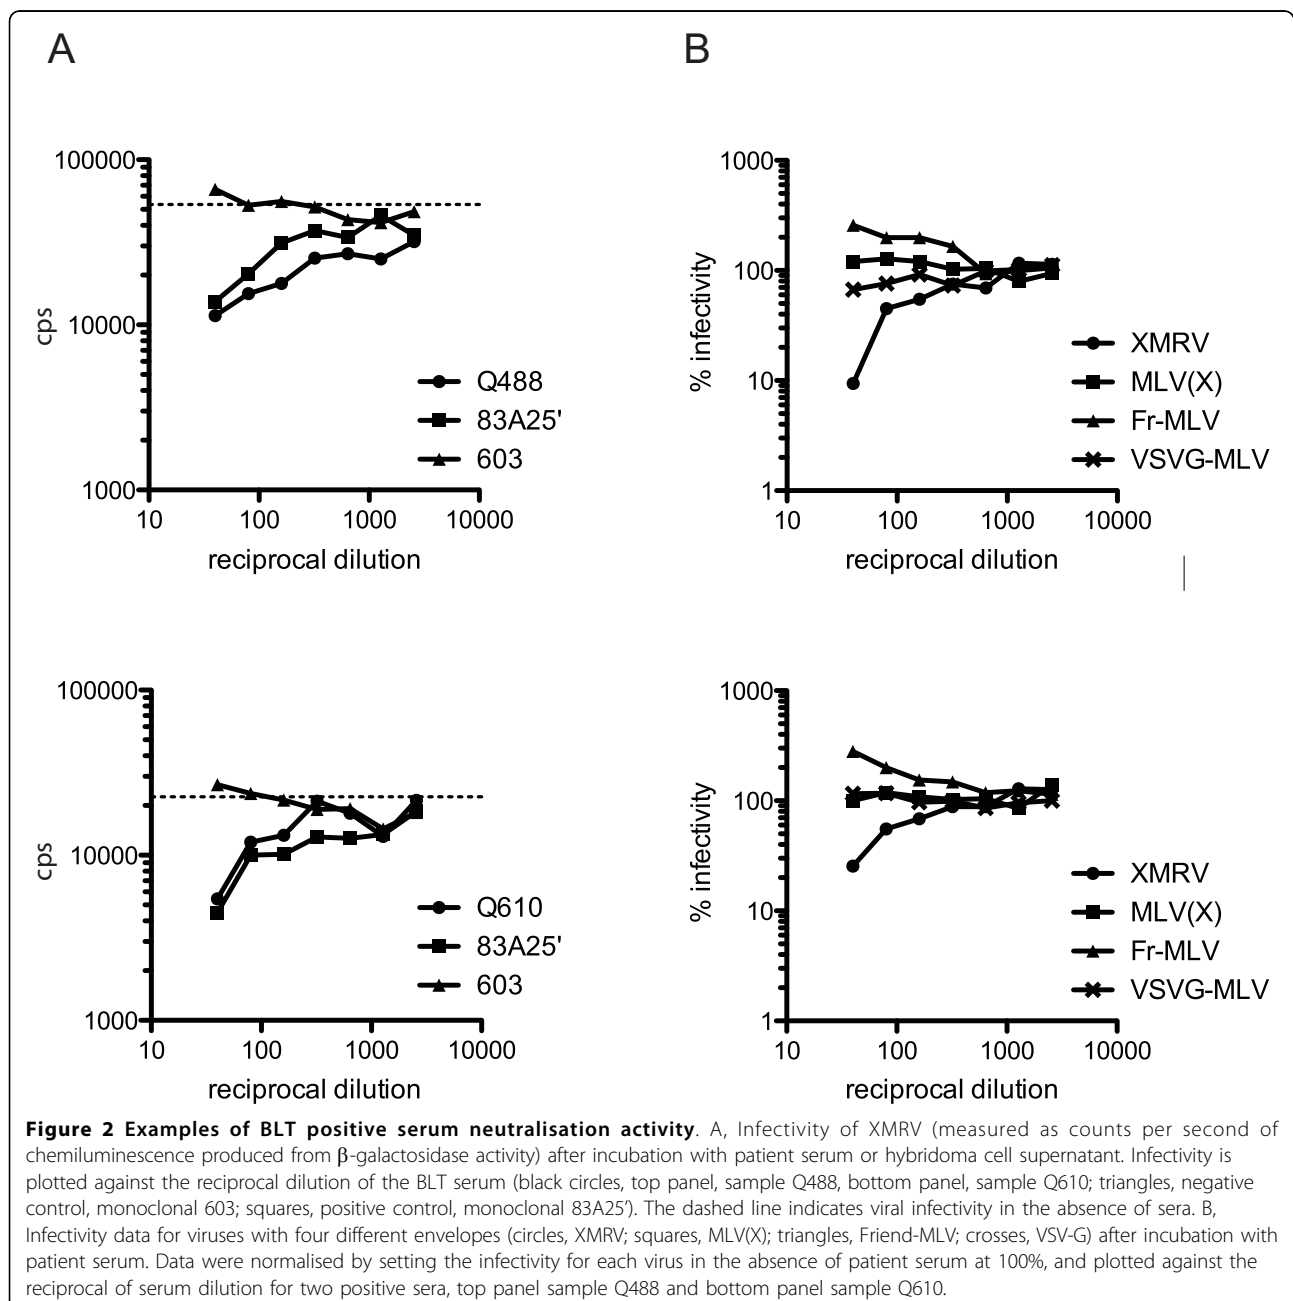 A
B
100000
10000
1000
cps
10
100
1000
10000
reciprocal dilution
Q488
83A25'
603
1000
100
10
1
% infectivity
10
100
1000
10000
reciprocal dilution
XMRV
MLV(X)
Fr-MLV
VSVG-MLV
100000
10000
1000
cps
10
100
1000
10000
reciprocal dilution
Q610
83A25'
603
1000
100
10
1
% infectivity
10
100
1000
10000
reciprocal dilution
XMRV
MLV(X)
Fr-MLV
VSVG-MLV
Figure 2 Examples of BLT positive serum neutralisation activity. A, Infectivity of XMRV (measured as counts per second of
chemiluminescence produced from β-galactosidase activity) after incubation with patient serum or hybridoma cell supernatant. Infectivity is
plotted against the reciprocal dilution of the BLT serum (black circles, top panel, sample Q488, bottom panel, sample Q610; triangles, negative
control, monoclonal 603; squares, positive control, monoclonal 83A25’). The dashed line indicates viral infectivity in the absence of sera. B,
Infectivity data for viruses with four different envelopes (circles, XMRV; squares, MLV(X); triangles, Friend-MLV; crosses, VSV-G) after incubation with
patient serum. Data were normalised by setting the infectivity for each virus in the absence of patient serum at 100%, and plotted against the
reciprocal of serum dilution for two positive sera, top panel sample Q488 and bottom panel sample Q610.